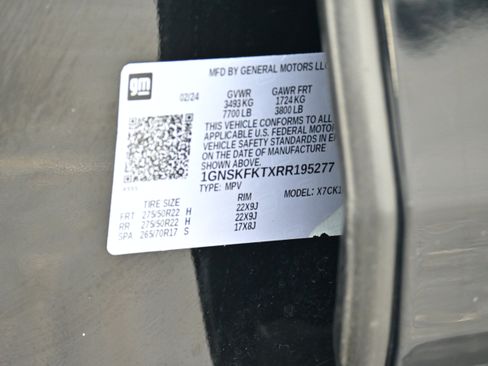 gm
MFD BY GENERAL MOTORS LLC
02/24
GVWR GAWR FRT
3493 KG 1724 KG
7700 LB 3800 LB
THIS VEHICLE CONFORMS TO ALL
APPLICABLE U.S. FEDERAL MOTOR
VEHICLE SAFETY STANDARDS IN E
ON THE DATE OF MANUFACTURE
SHOWN ABOVE.
1GNSKFKTXRR195277
TYPE: MPV MODEL: X7CK1
TIRE SIZE RIM
FRT 275/50R22 H 22X9J
RR 275/50R22 H 22X9J
SPA 265/70R17 S 17X8J